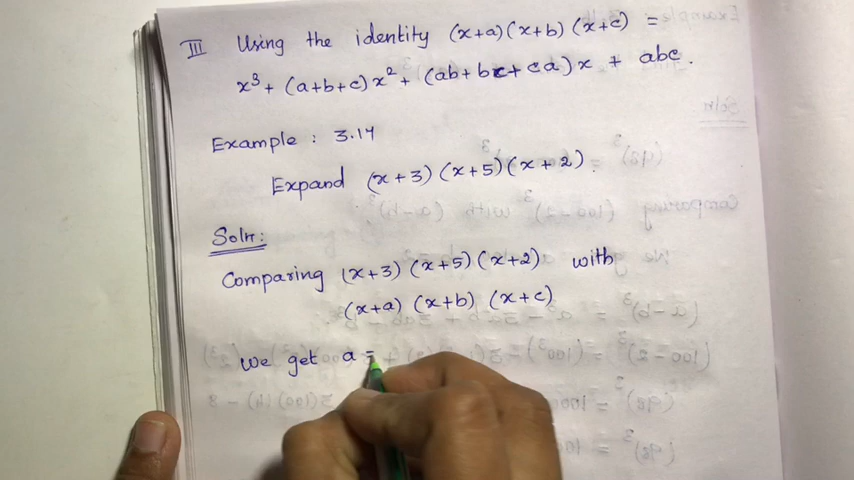 III Using the identity (x+a)(x+b)(x+c) =
x³ + (a+b+c)x² + (ab+bc+ca)x + abc.
Example : 3.14
Expand (x+3)(x+5)(x+2).
Soln:
Comparing (x+3)(x+5)(x+2) with
(x+a)(x+b)(x+c)
We get a =